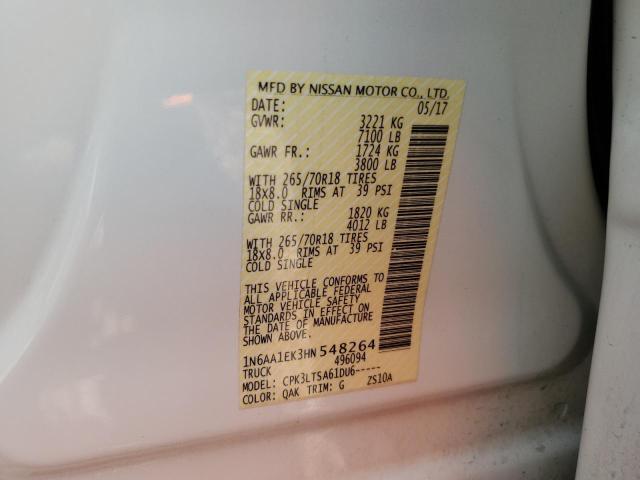 MFD BY NISSAN MOTOR CO., LTD.
DATE: 05/17
GVWR: 3221 KG
7100 LB
GAWR FR.: 1724 KG
3800 LB
WITH 265/70R18 TIRES
18X8.0 RIMS AT 39 PSI
COLD SINGLE
GAWR RR.: 1820 KG
4012 LB
WITH 265/70R18 TIRES
18X8.0 RIMS AT 39 PSI
COLD SINGLE
THIS VEHICLE CONFORMS TO
ALL APPLICABLE FEDERAL
MOTOR VEHICLE SAFETY
STANDARDS IN EFFECT ON
THE DATE OF MANUFACTURE
SHOWN ABOVE.
1N6AA1EK3HN548264
TRUCK 496094
MODEL: CPK3LTSA61DU6-----
COLOR: QAK TRIM: G ZS10A